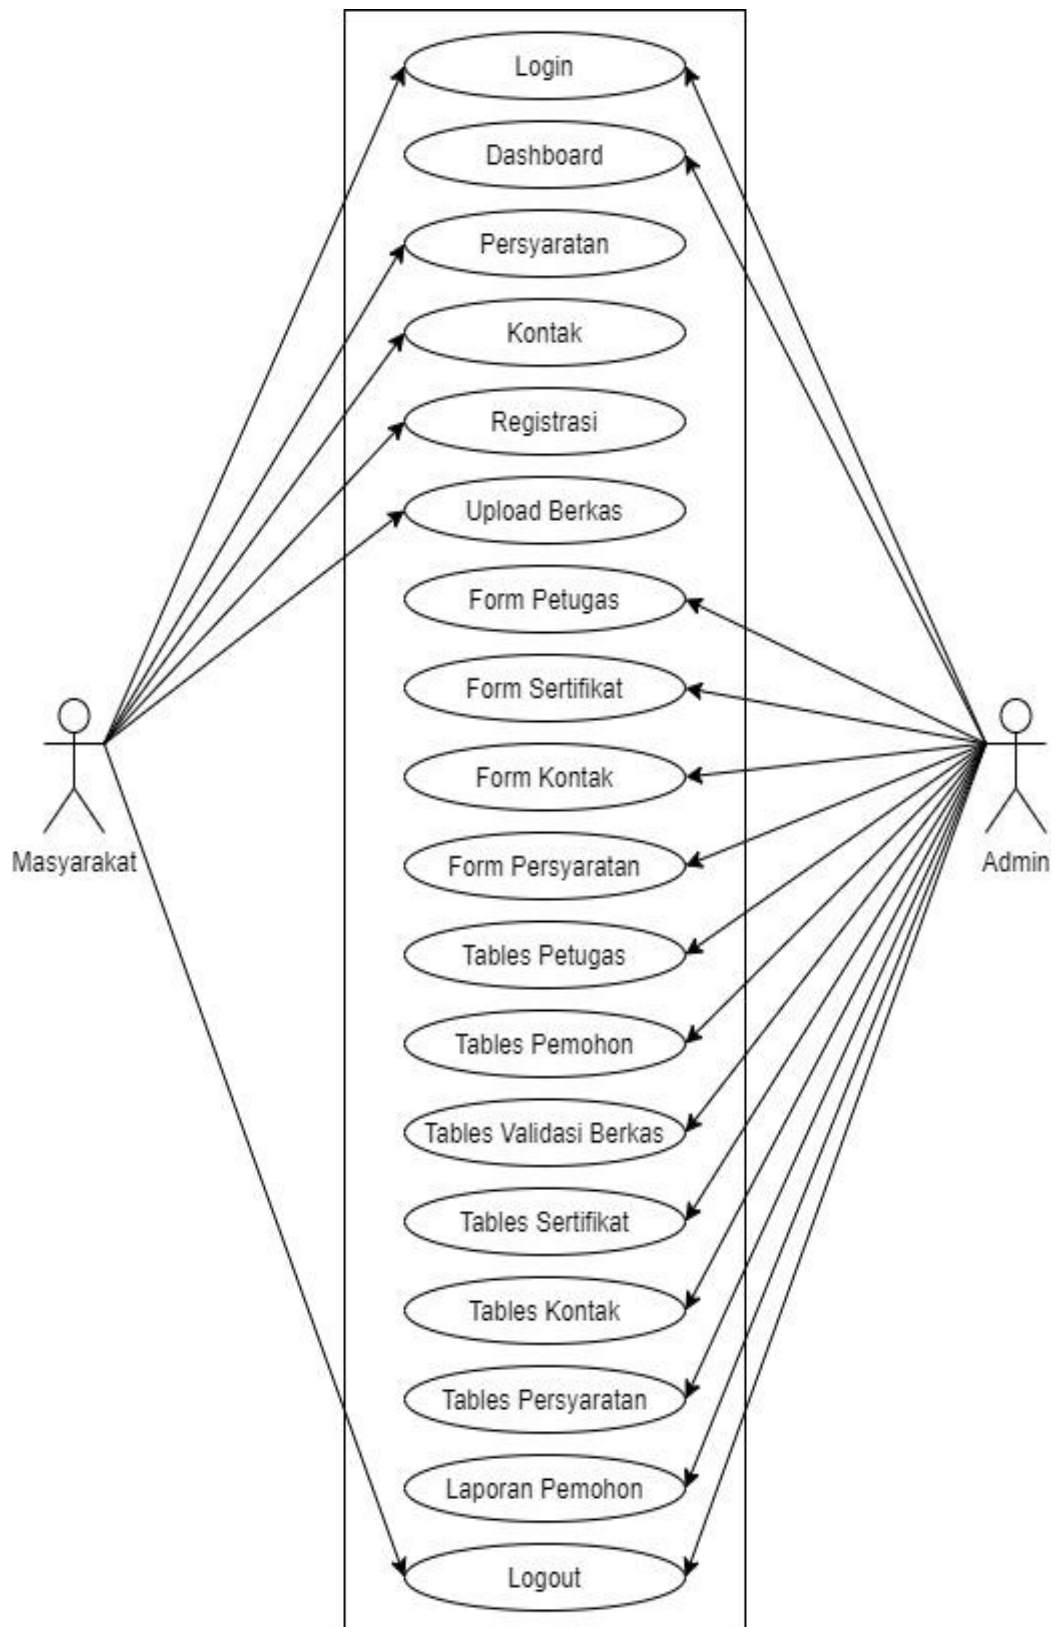 Login
Dashboard
Persyaratan
Kontak
Registrasi
Upload Berkas
Form Petugas
Form Sertifikat
Form Kontak
Form Persyaratan
Masyarakat
Admin
Tables Petugas
Tables Pemohon
Tables Validasi Berkas
Tables Sertifikat
Tables Kontak
Tables Persyaratan
Laporan Pemohon
Logout